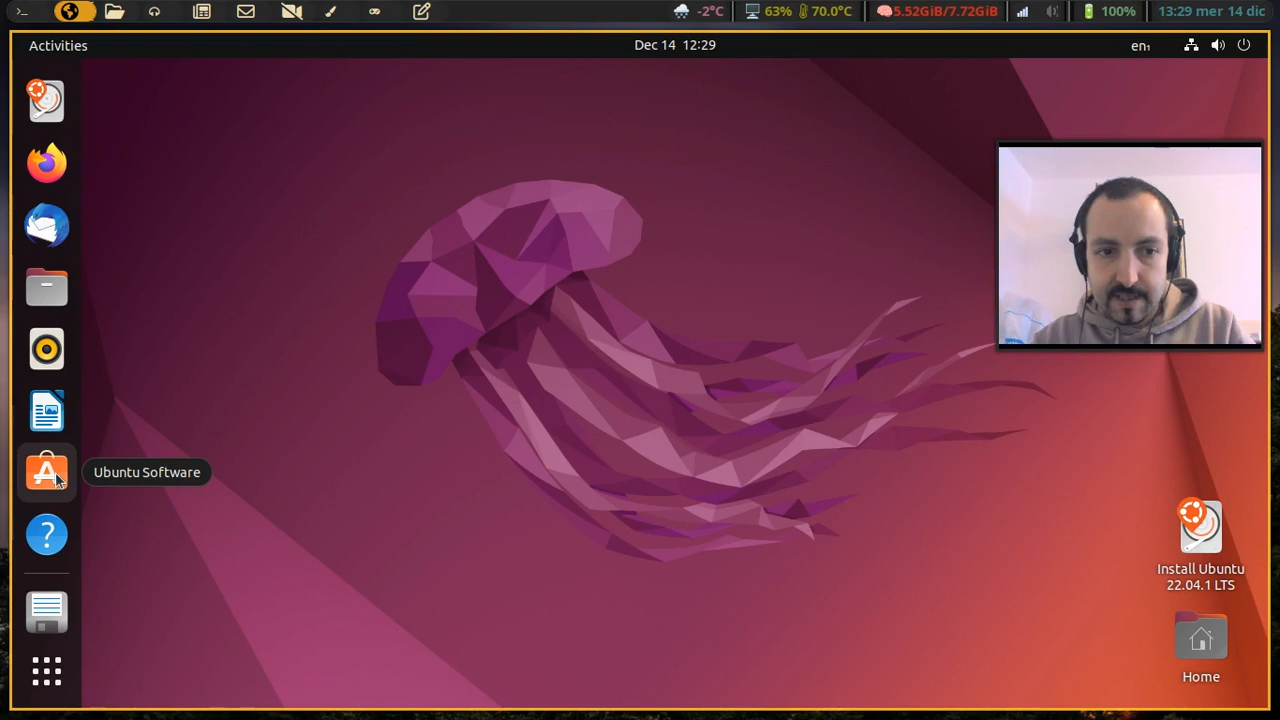 -2°C 63% 70.0°C 5.52GiB/7.72GiB 100% 13:29 mer 14 dic
Activities Dec 14 12:29 en₁
Ubuntu Software
Install Ubuntu
22.04.1 LTS
Home